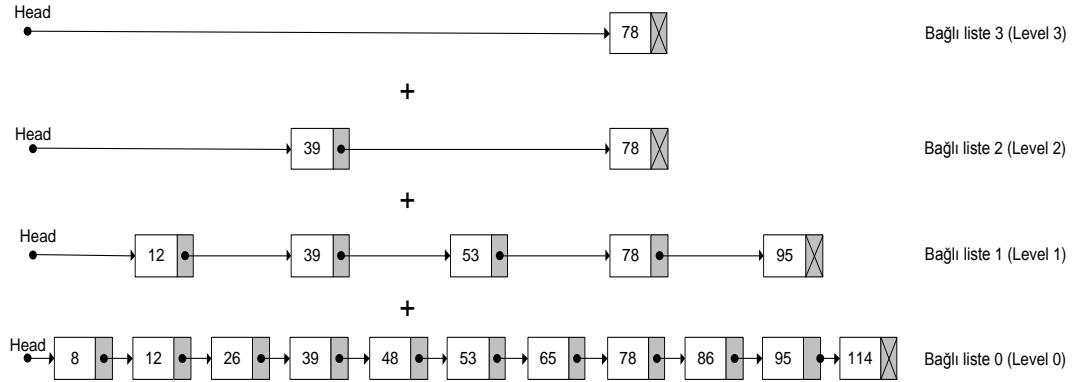 Head
78 Bağlı liste 3 (Level 3)
+
Head
39 78 Bağlı liste 2 (Level 2)
+
Head
12 39 53 78 95 Bağlı liste 1 (Level 1)
+
Head
8 12 26 39 48 53 65 78 86 95 114 Bağlı liste 0 (Level 0)